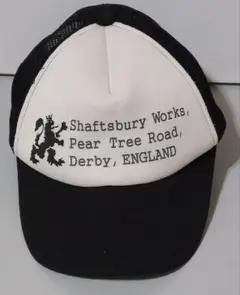 Shaftsbury Works,
Pear Tree Road,
Derby, ENGLAND